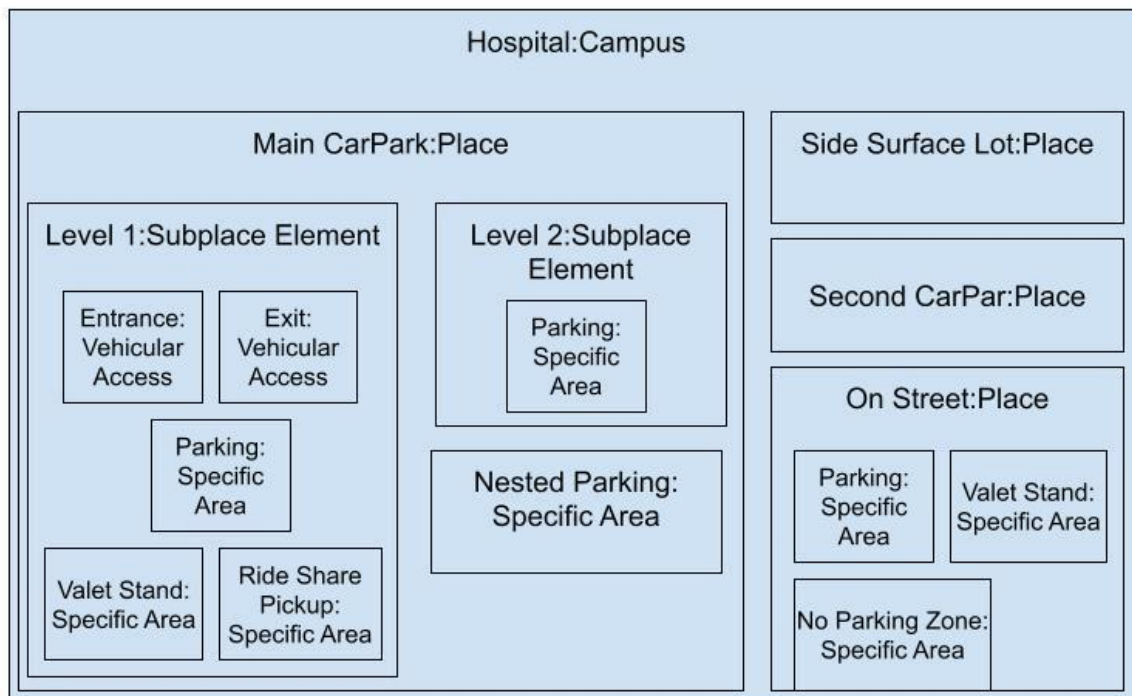 Hospital:Campus
Main CarPark:Place
Level 1:Subplace Element
Entrance:
Vehicular
Access
Exit:
Vehicular
Access
Parking:
Specific
Area
Valet Stand:
Specific Area
Ride Share
Pickup:
Specific Area
Level 2:Subplace
Element
Parking:
Specific
Area
Nested Parking:
Specific Area
Side Surface Lot:Place
Second CarPar:Place
On Street:Place
Parking:
Specific
Area
Valet Stand:
Specific Area
No Parking Zone:
Specific Area